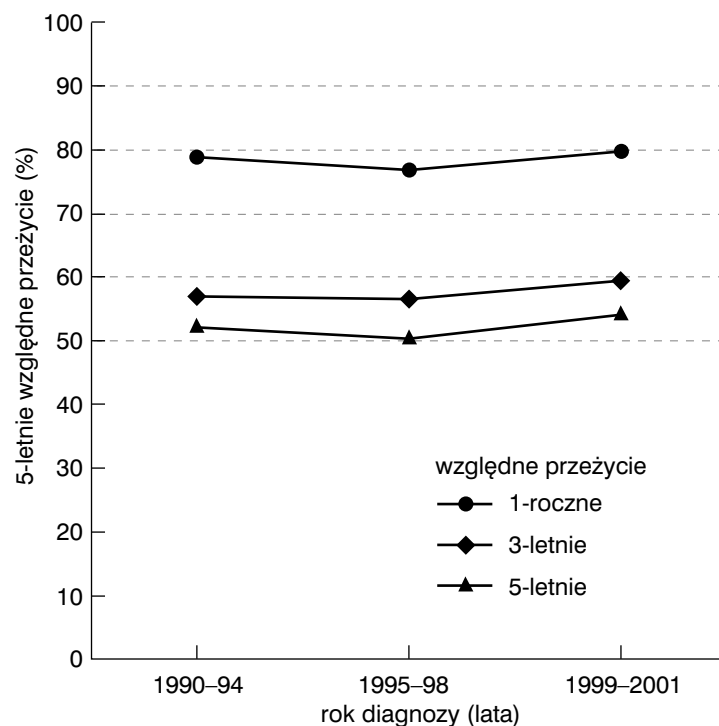 5-letnie względne przeżycie (%)
100
90
80
70
60
50
40
30
20
10
0
względne przeżycie
1-roczne
3-letnie
5-letnie
1990–94 1995–98 1999–2001
rok diagnozy (lata)